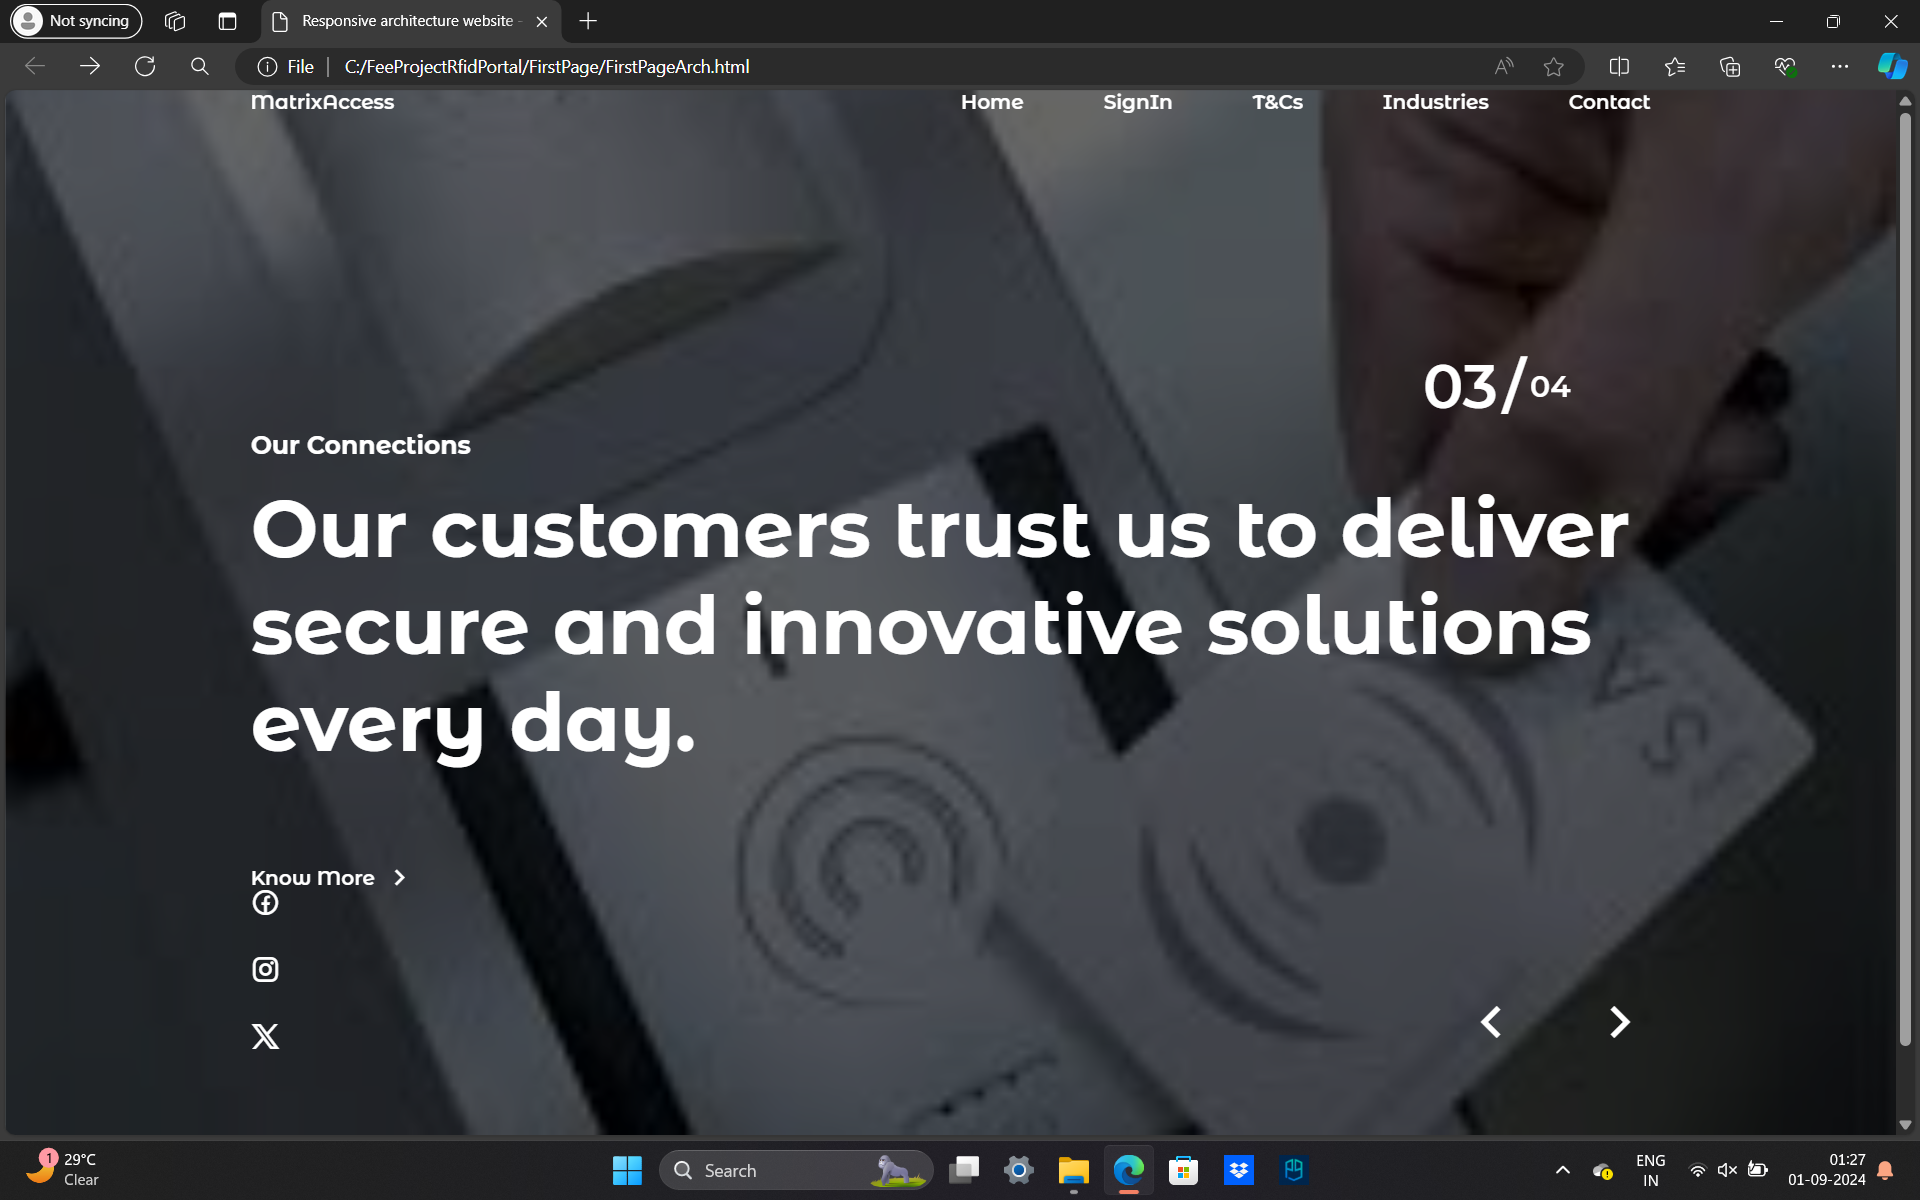 Not syncing
Responsive architecture website -
File
C:/FeeProjectRfidPortal/FirstPage/FirstPageArch.html
MatrixAccess
Home
SignIn
T&Cs
Industries
Contact
03/04
Our Connections
Our customers trust us to deliver
secure and innovative solutions
every day.
Know More
1
29°C
Clear
Search
ENG
IN
01:27
01-09-2024